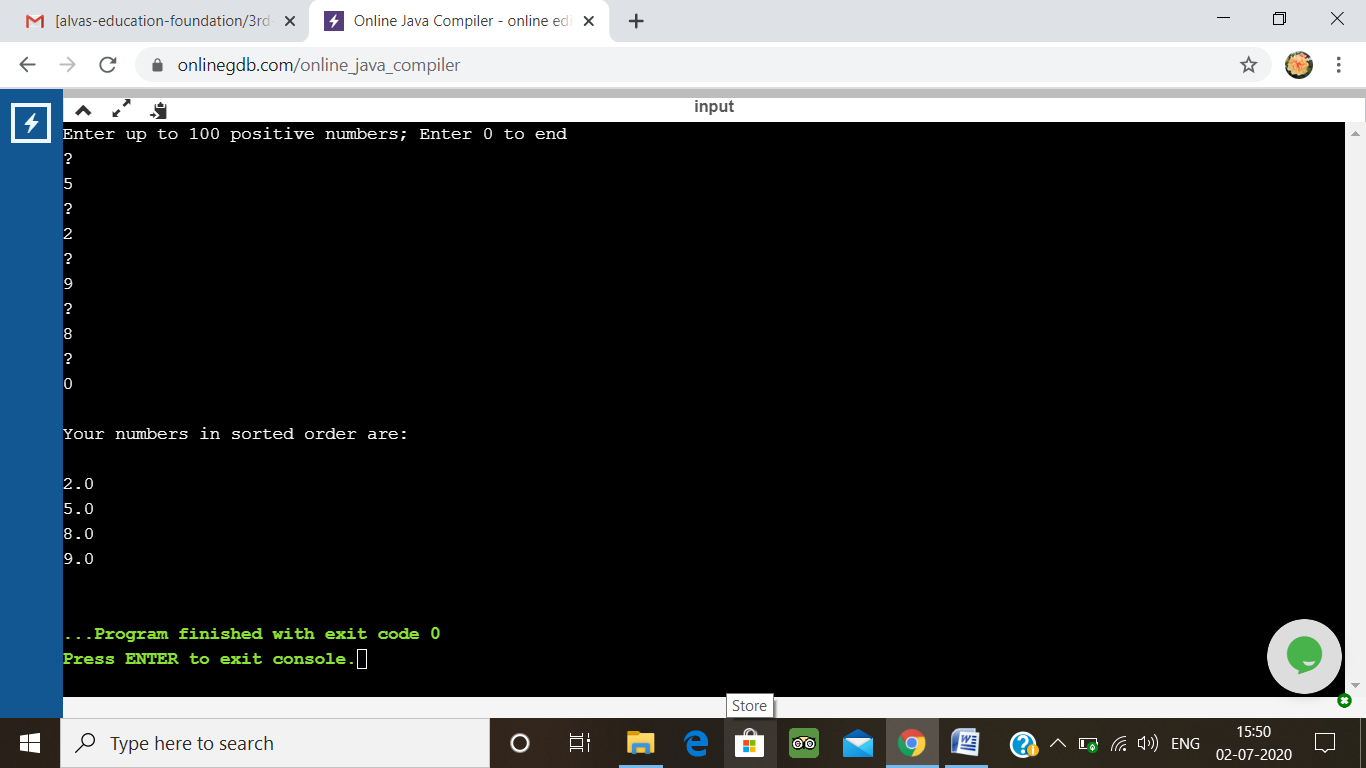 [alvas-education-foundation/3rd-
Online Java Compiler - online edi
onlinegdb.com/online_java_compiler
input
Enter up to 100 positive numbers; Enter 0 to end
?
5
?
2
?
9
?
8
?
0
Your numbers in sorted order are:
2.0
5.0
8.0
9.0
...Program finished with exit code 0
Press ENTER to exit console.
Store
Type here to search
ENG
15:50
02-07-2020